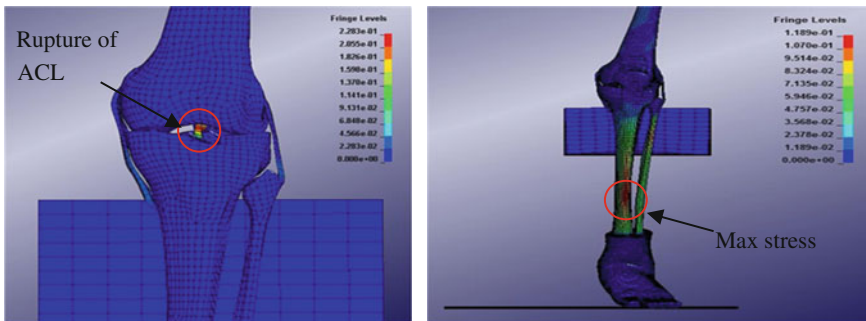 Rupture of
ACL
Fringe Levels
2.283e-01
2.055e-01
1.826e-01
1.598e-01
1.370e-01
1.141e-01
9.131e-02
6.848e-02
4.566e-02
2.283e-02
0.000e+00
Fringe Levels
1.189e-01
1.070e-01
9.514e-02
8.324e-02
7.135e-02
5.946e-02
4.757e-02
3.568e-02
2.378e-02
1.189e-02
0.000e+00
Max stress